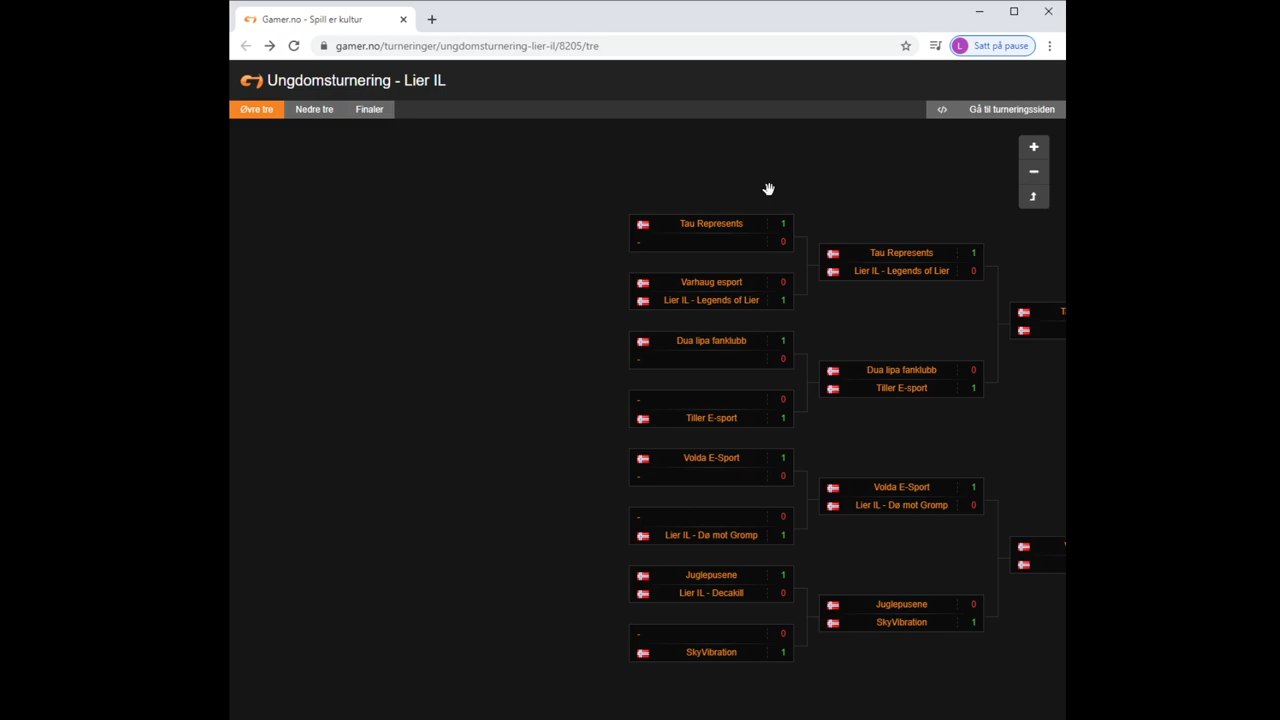 Gamer.no - Spill er kultur
gamer.no/turneringer/ungdomsturnering-lier-il/8205/tre
L Satt på pause
Ungdomsturnering - Lier IL
Øvre tre Nedre tre Finaler </> Gå til turneringssiden
Tau Represents 1
- 0
Varhaug esport 0
Lier IL - Legends of Lier 1
Dua lipa fanklubb 1
- 0
- 0
Tiller E-sport 1
Volda E-Sport 1
- 0
- 0
Lier IL - Dø mot Gromp 1
Juglepusene 1
Lier IL - Decakill 0
- 0
SkyVibration 1
Tau Represents 1
Lier IL - Legends of Lier 0
Dua lipa fanklubb 0
Tiller E-sport 1
Volda E-Sport 1
Lier IL - Dø mot Gromp 0
Juglepusene 0
SkyVibration 1